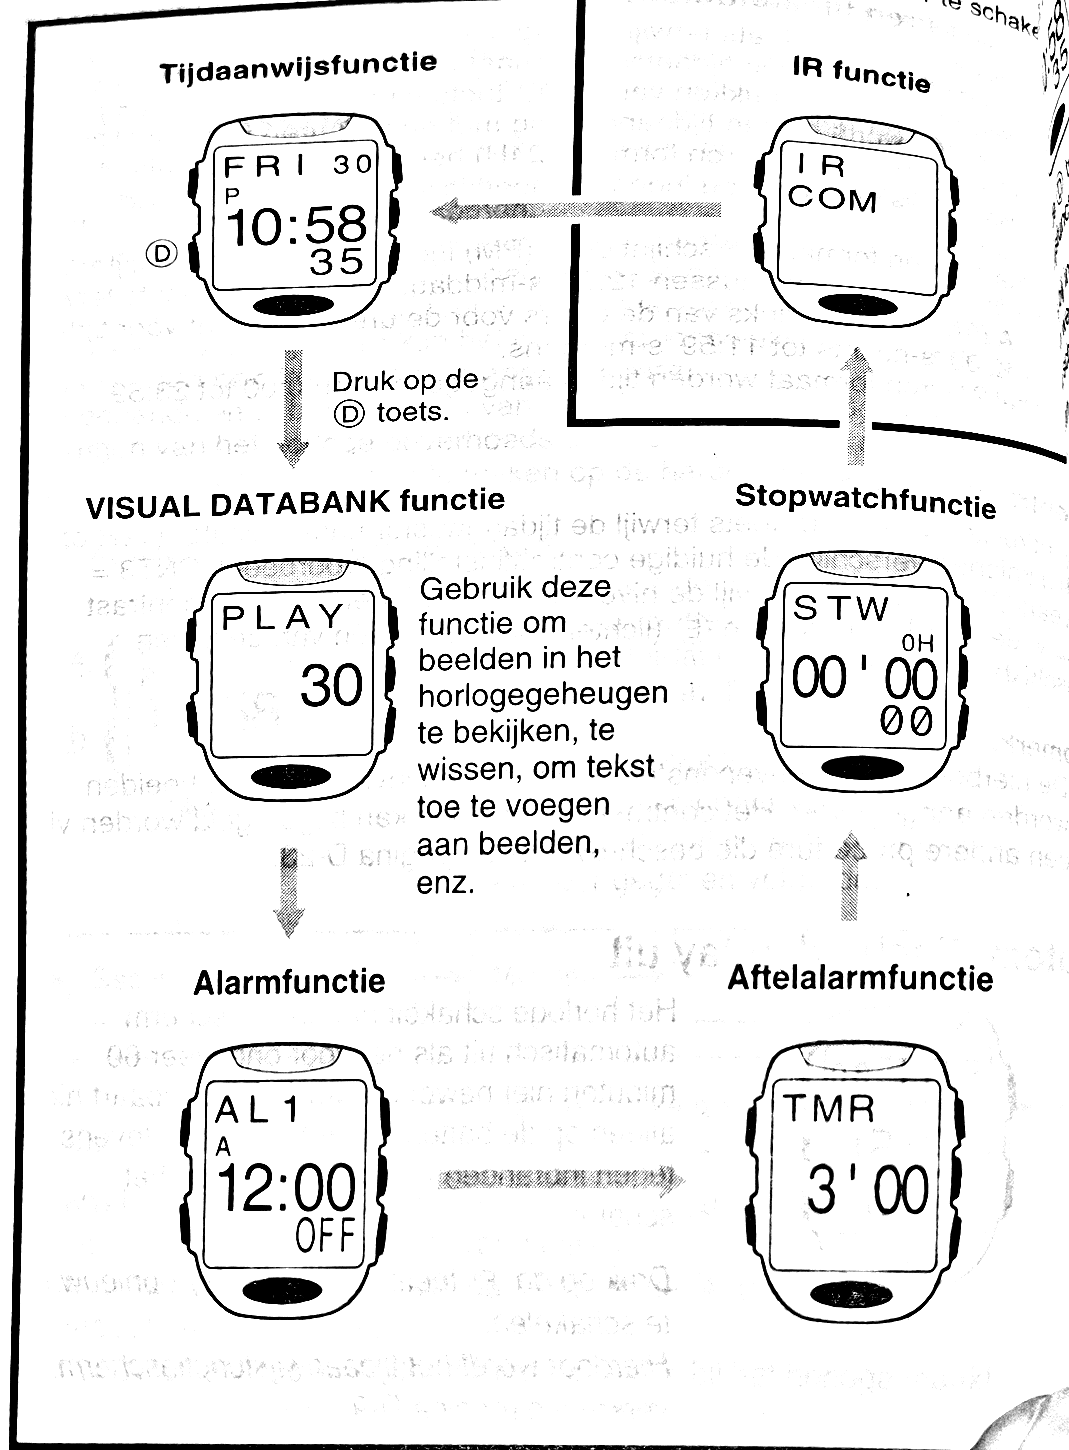 te schake
Tijdaanwijsfunctie
IR functie
FRI 30
P
10:58
35
D
IR
COM
Druk op de
Ⓓ toets.
VISUAL DATABANK functie
Stopwatchfunctie
PLAY
30
Gebruik deze
functie om
beelden in het
horlogegeheugen
te bekijken, te
wissen, om tekst
toe te voegen
aan beelden,
enz.
STW
0H
00'00
00
Alarmfunctie
Aftelalarmfunctie
AL1
A
12:00
OFF
TMR
3'00